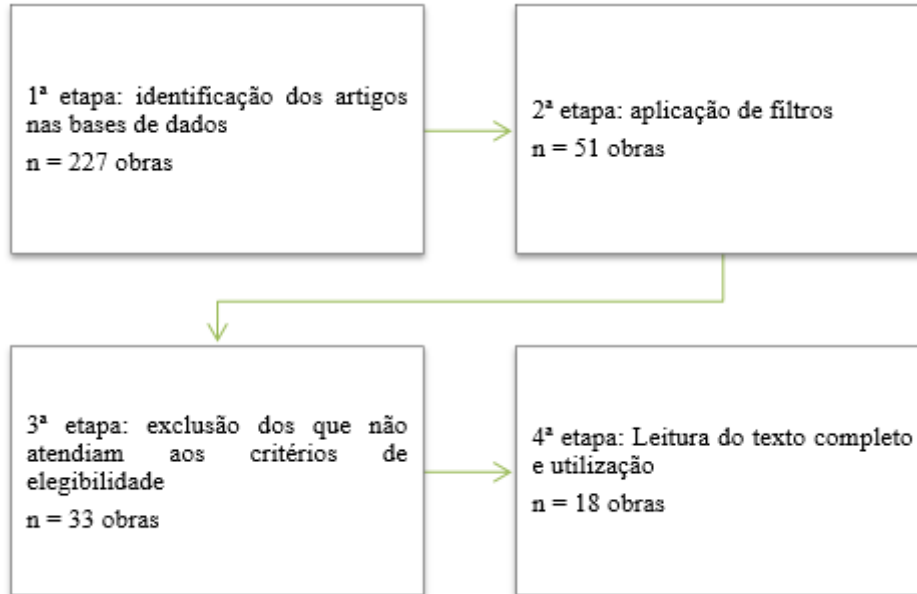 1ª etapa: identificação dos artigos
nas bases de dados
n = 227 obras
2ª etapa: aplicação de filtros
n = 51 obras
3ª etapa: exclusão dos que não
atendiam aos critérios de
elegibilidade
n = 33 obras
4ª etapa: Leitura do texto completo
e utilização
n = 18 obras